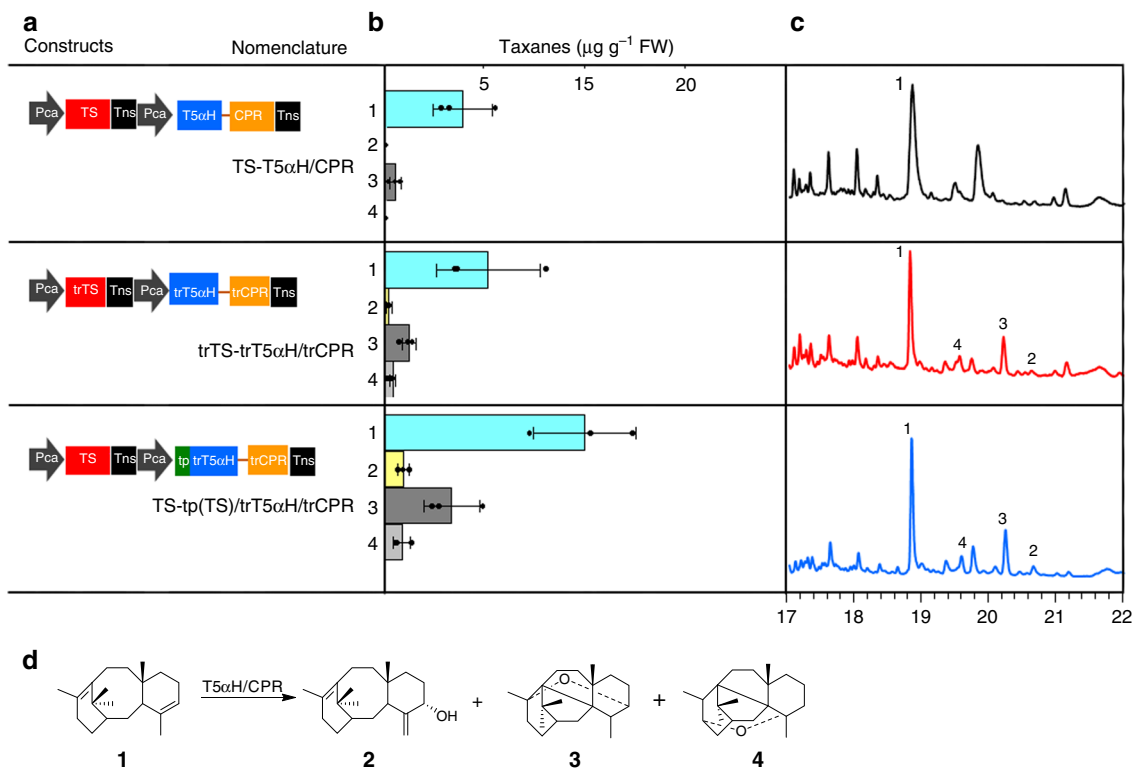 a
b
c
Constructs
Nomenclature
Taxanes (μg g⁻¹ FW)
5 15 20
Pca TS Tns Pca T5αH CPR Tns
TS-T5αH/CPR
1
2
3
4
1
Pca trTS Tns Pca trT5αH trCPR Tns
trTS-trT5αH/trCPR
1
2
3
4
1
4
3
2
Pca TS Tns Pca tp trT5αH trCPR Tns
TS-tp(TS)/trT5αH/trCPR
1
2
3
4
1
4
3
2
17 18 19 20 21 22
d
T5αH/CPR
+
+
OH
O
O
1
2
3
4